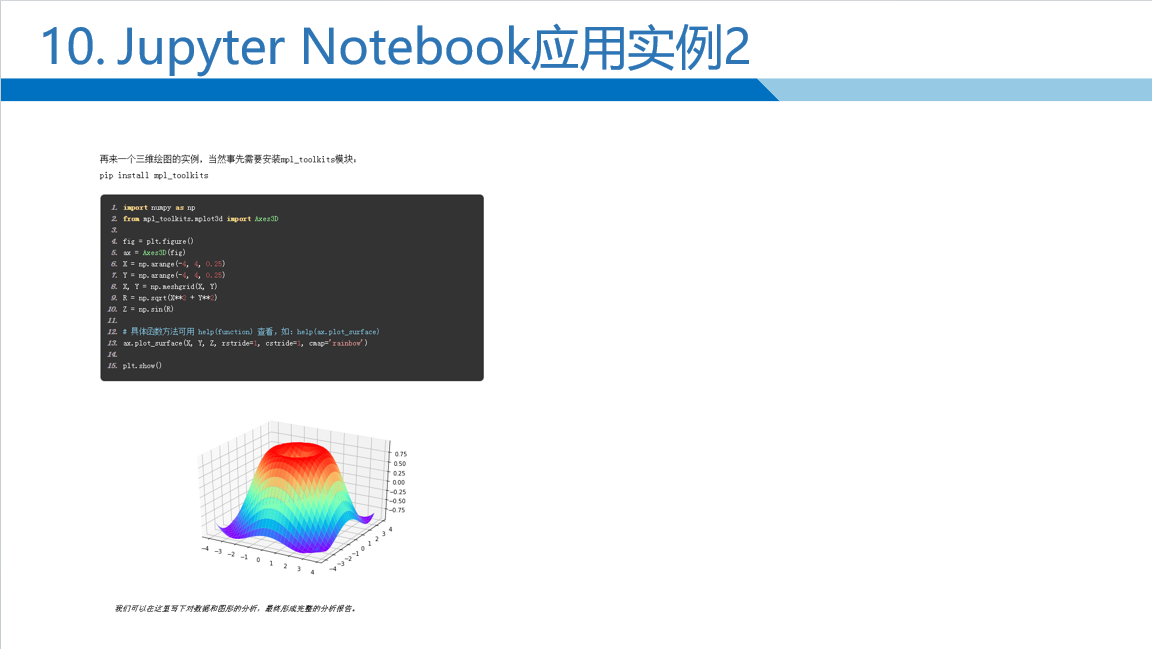 10. Jupyter Notebook应用实例2
再来一个三维绘图的实例，当然事先需要安装mpl_toolkits模块：
pip install mpl_toolkits
1. import numpy as np
2. from mpl_toolkits.mplot3d import Axes3D
3.
4. fig = plt.figure()
5. ax = Axes3D(fig)
6. X = np.arange(-4, 4, 0.25)
7. Y = np.arange(-4, 4, 0.25)
8. X, Y = np.meshgrid(X, Y)
9. R = np.sqrt(X**2 + Y**2)
10. Z = np.sin(R)
11.
12. # 具体函数方法可用 help(function) 查看，如：help(ax.plot_surface)
13. ax.plot_surface(X, Y, Z, rstride=1, cstride=1, cmap='rainbow')
14.
15. plt.show()
0.75
0.50
0.25
0.00
−0.25
−0.50
−0.75
−4 −3 −2 −1 0 1 2 3 4
−4 −3 −2 −1 0 1 2 3 4
我们可以在这里写下对数据和图形的分析，最终形成完整的分析报告。